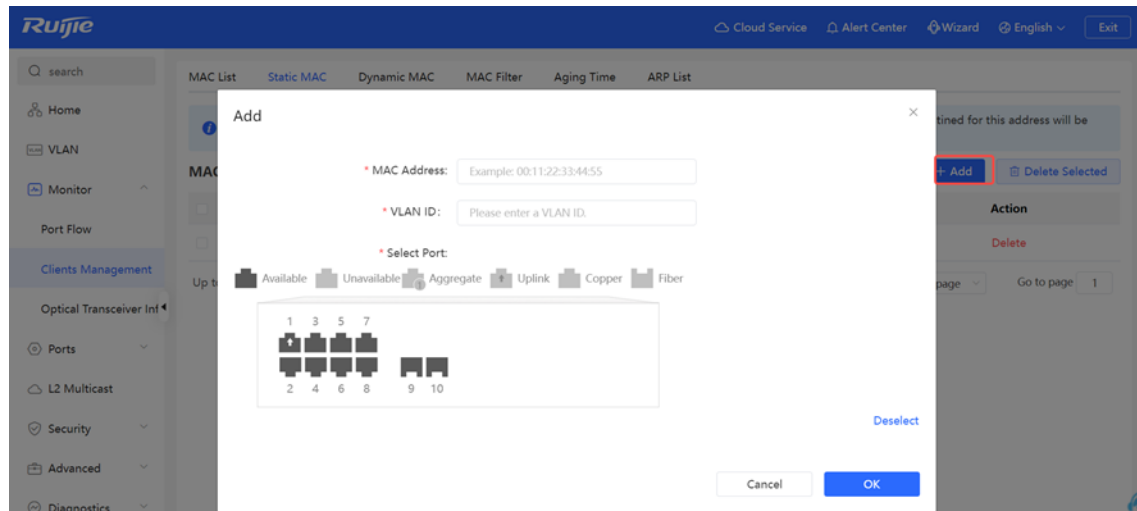 Ruijie
Cloud Service Alert Center Wizard English Exit
search
MAC List Static MAC Dynamic MAC MAC Filter Aging Time ARP List
Home
Add
tined for this address will be
VLAN
MAC
* MAC Address: Example: 00:11:22:33:44:55
+ Add Delete Selected
Monitor
* VLAN ID: Please enter a VLAN ID.
Action
Port Flow
* Select Port:
Delete
Clients Management
Available Unavailable Aggregate Uplink Copper Fiber
Up t
page Go to page 1
Optical Transceiver Inf
1 3 5 7
Ports
2 4 6 8 9 10
L2 Multicast
Deselect
Security
Advanced
Cancel OK
Diagnostics